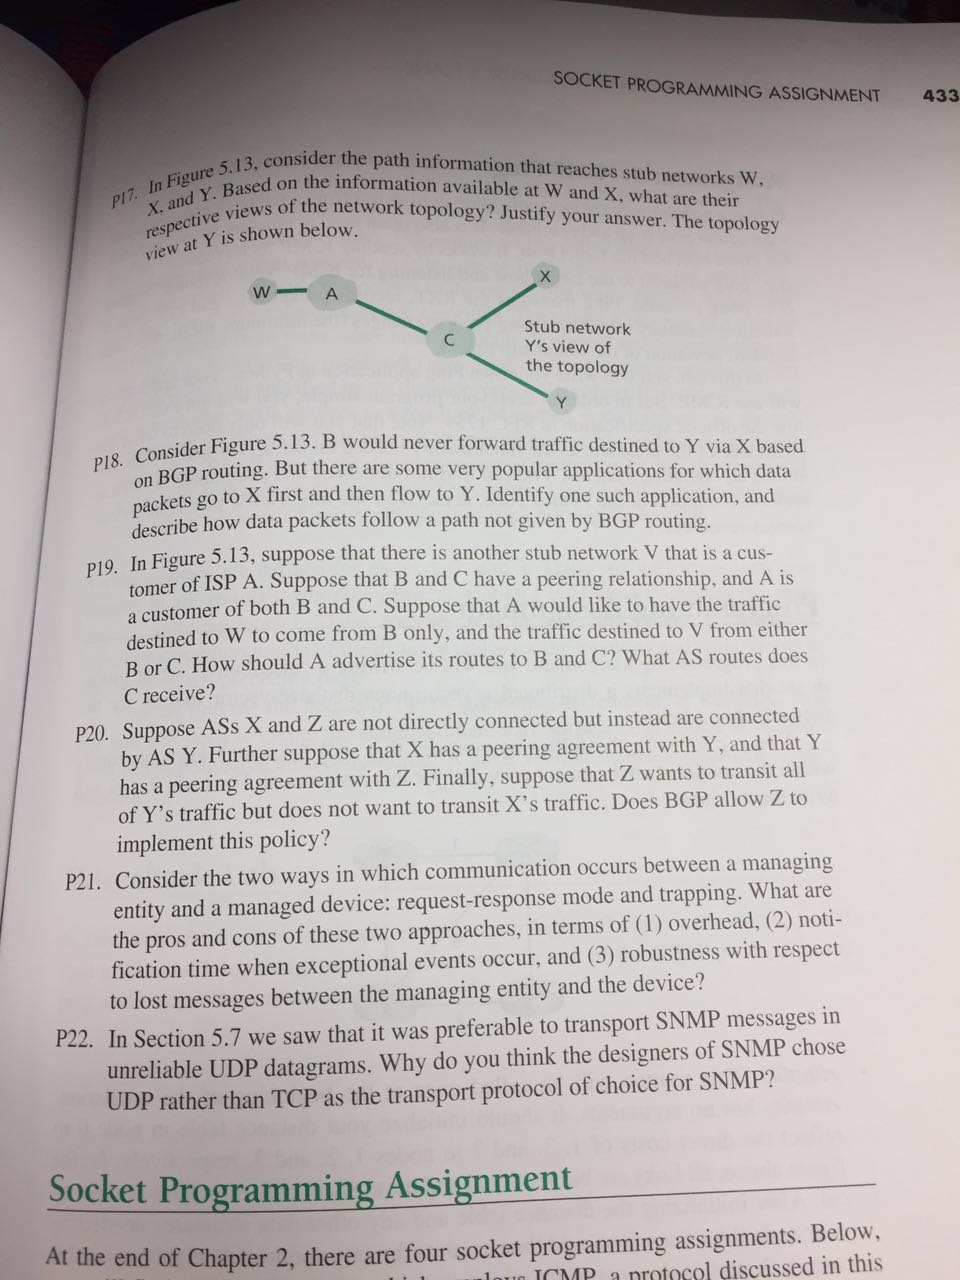 SOCKET PROGRAMMING ASSIGNMENT 433
P17. In Figure 5.13, consider the path information that reaches stub networks W,
X, and Y. Based on the information available at W and X, what are their
respective views of the network topology? Justify your answer. The topology
view at Y is shown below.
X
W A
C
Stub network
Y's view of
the topology
Y
P18. Consider Figure 5.13. B would never forward traffic destined to Y via X based
on BGP routing. But there are some very popular applications for which data
packets go to X first and then flow to Y. Identify one such application, and
describe how data packets follow a path not given by BGP routing.
P19. In Figure 5.13, suppose that there is another stub network V that is a cus-
tomer of ISP A. Suppose that B and C have a peering relationship, and A is
a customer of both B and C. Suppose that A would like to have the traffic
destined to W to come from B only, and the traffic destined to V from either
B or C. How should A advertise its routes to B and C? What AS routes does
C receive?
P20. Suppose ASs X and Z are not directly connected but instead are connected
by AS Y. Further suppose that X has a peering agreement with Y, and that Y
has a peering agreement with Z. Finally, suppose that Z wants to transit all
of Y's traffic but does not want to transit X's traffic. Does BGP allow Z to
implement this policy?
P21. Consider the two ways in which communication occurs between a managing
entity and a managed device: request-response mode and trapping. What are
the pros and cons of these two approaches, in terms of (1) overhead, (2) noti-
fication time when exceptional events occur, and (3) robustness with respect
to lost messages between the managing entity and the device?
P22. In Section 5.7 we saw that it was preferable to transport SNMP messages in
unreliable UDP datagrams. Why do you think the designers of SNMP chose
UDP rather than TCP as the transport protocol of choice for SNMP?
Socket Programming Assignment
At the end of Chapter 2, there are four socket programming assignments. Below,
ICMP, a protocol discussed in this